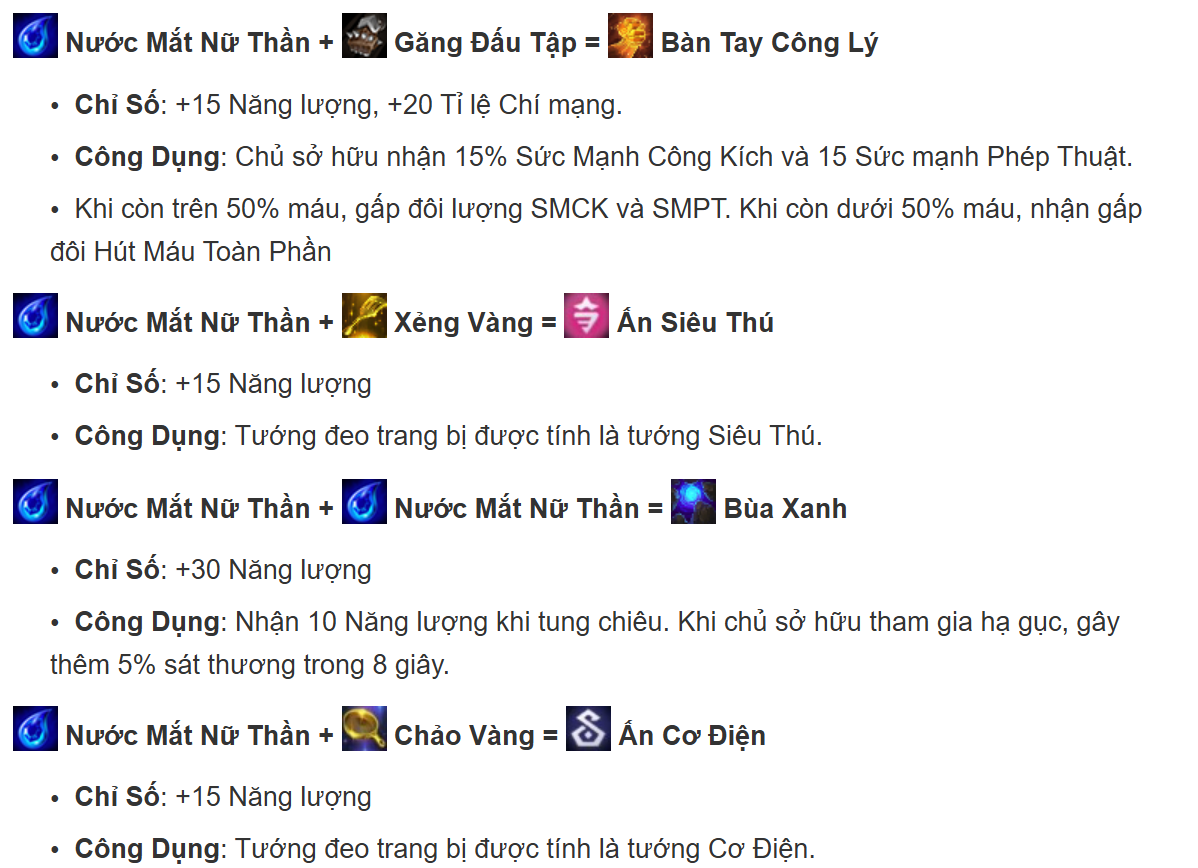 Nước Mắt Nữ Thần + Găng Đấu Tập = Bàn Tay Công Lý
• Chỉ Số: +15 Năng lượng, +20 Tỉ lệ Chí mạng.
• Công Dụng: Chủ sở hữu nhận 15% Sức Mạnh Công Kích và 15 Sức mạnh Phép Thuật.
• Khi còn trên 50% máu, gấp đôi lượng SMCK và SMPT. Khi còn dưới 50% máu, nhận gấp
đôi Hút Máu Toàn Phần
Nước Mắt Nữ Thần + Xẻng Vàng = Ấn Siêu Thú
• Chỉ Số: +15 Năng lượng
• Công Dụng: Tướng đeo trang bị được tính là tướng Siêu Thú.
Nước Mắt Nữ Thần + Nước Mắt Nữ Thần = Bùa Xanh
• Chỉ Số: +30 Năng lượng
• Công Dụng: Nhận 10 Năng lượng khi tung chiêu. Khi chủ sở hữu tham gia hạ gục, gây
thêm 5% sát thương trong 8 giây.
Nước Mắt Nữ Thần + Chảo Vàng = Ấn Cơ Điện
• Chỉ Số: +15 Năng lượng
• Công Dụng: Tướng đeo trang bị được tính là tướng Cơ Điện.